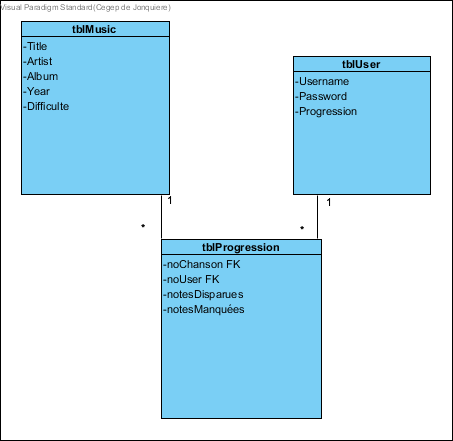 Visual Paradigm Standard(Cegep de Jonquiere)
tblMusic
-Title
-Artist
-Album
-Year
-Difficulte
tblUser
-Username
-Password
-Progression
1
1
*
*
tblProgression
-noChanson FK
-noUser FK
-notesDisparues
-notesManquées